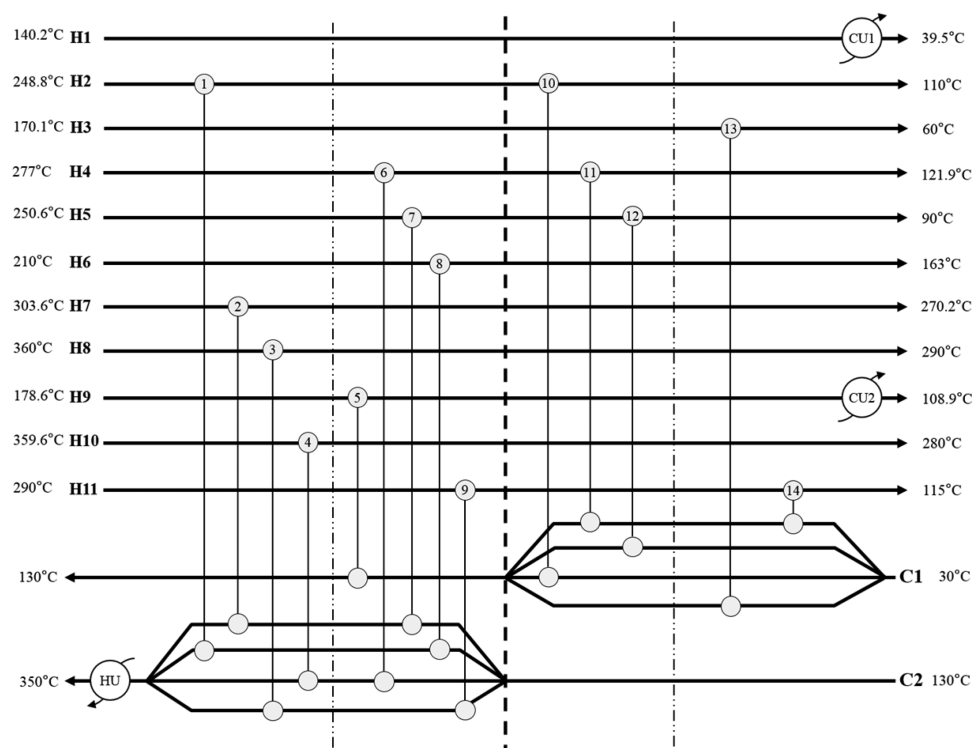 140.2°C H1 CU1 39.5°C
248.8°C H2 1 10 110°C
170.1°C H3 13 60°C
277°C H4 6 11 121.9°C
250.6°C H5 7 12 90°C
210°C H6 8 163°C
303.6°C H7 2 270.2°C
360°C H8 3 290°C
178.6°C H9 5 CU2 108.9°C
359.6°C H10 4 280°C
290°C H11 9 14 115°C
130°C C1 30°C
350°C HU C2 130°C